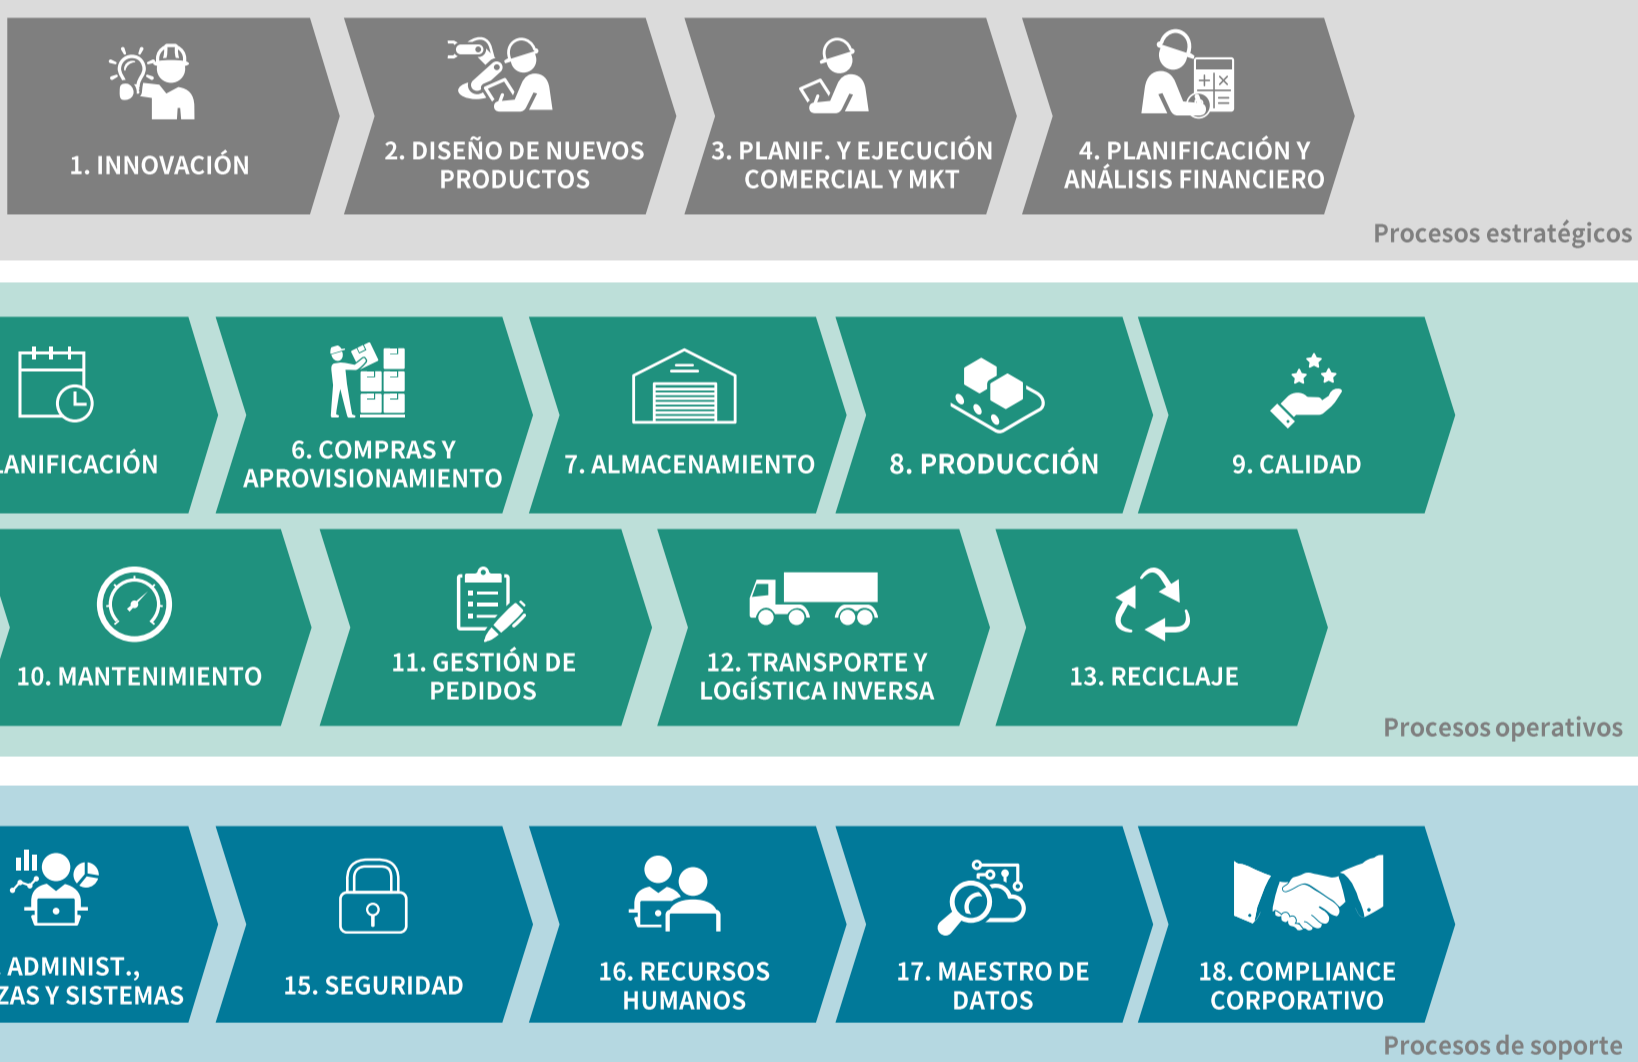 1. INNOVACIÓN
2. DISEÑO DE NUEVOS
PRODUCTOS
3. PLANIF. Y EJECUCIÓN
COMERCIAL Y MKT
4. PLANIFICACIÓN Y
ANÁLISIS FINANCIERO
Procesos estratégicos
LANIFICACIÓN
6. COMPRAS Y
APROVISIONAMIENTO
7. ALMACENAMIENTO
8. PRODUCCIÓN
9. CALIDAD
10. MANTENIMIENTO
11. GESTIÓN DE
PEDIDOS
12. TRANSPORTE Y
LOGÍSTICA INVERSA
13. RECICLAJE
Procesos operativos
. ADMINIST.,
ZAS Y SISTEMAS
15. SEGURIDAD
16. RECURSOS
HUMANOS
17. MAESTRO DE
DATOS
18. COMPLIANCE
CORPORATIVO
Procesos de soporte